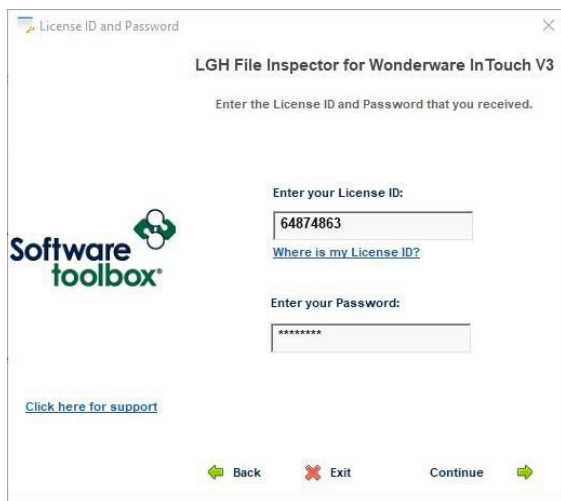 License ID and Password
LGH File Inspector for Wonderware InTouch V3
Enter the License ID and Password that you received.
Enter your License ID:
64874863
Where is my License ID?
Software
toolbox®
Enter your Password:
********
Click here for support
Back Exit Continue